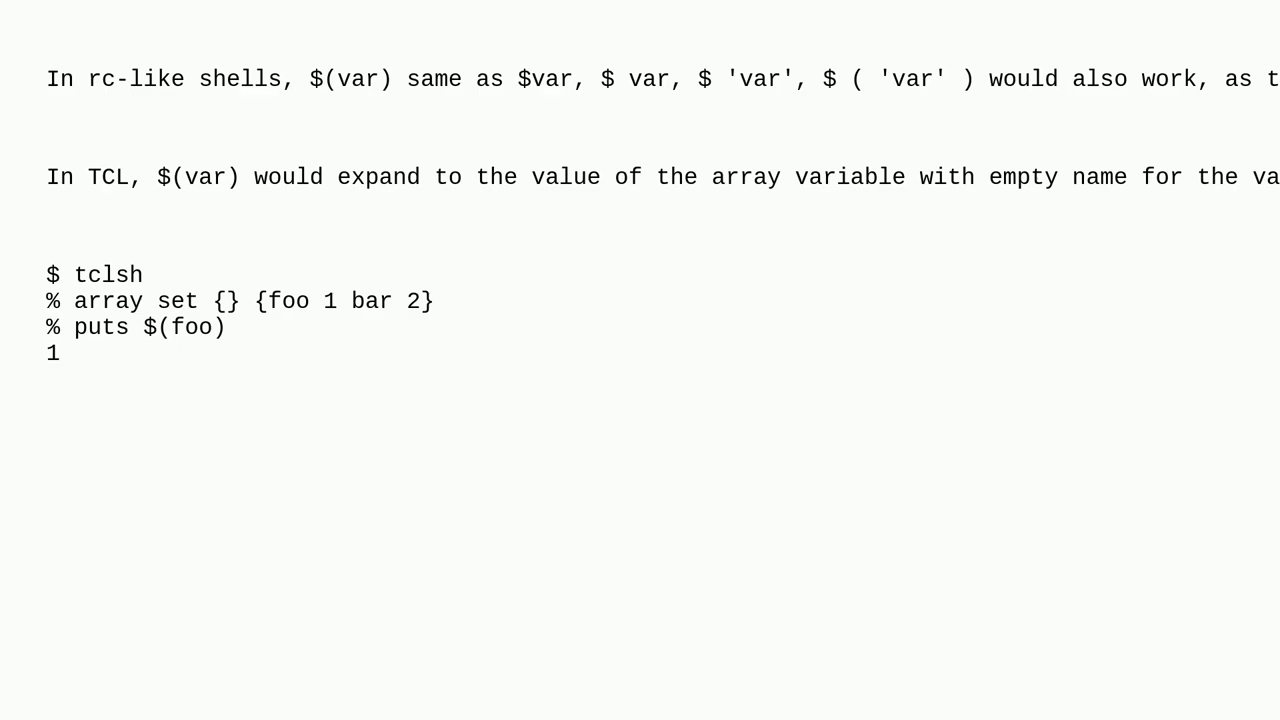 In rc-like shells, $(var) same as $var, $ var, $ 'var', $ ( 'var' ) would also work, as
In TCL, $(var) would expand to the value of the array variable with empty name for the
$ tclsh
% array set {} {foo 1 bar 2}
% puts $(foo)
1